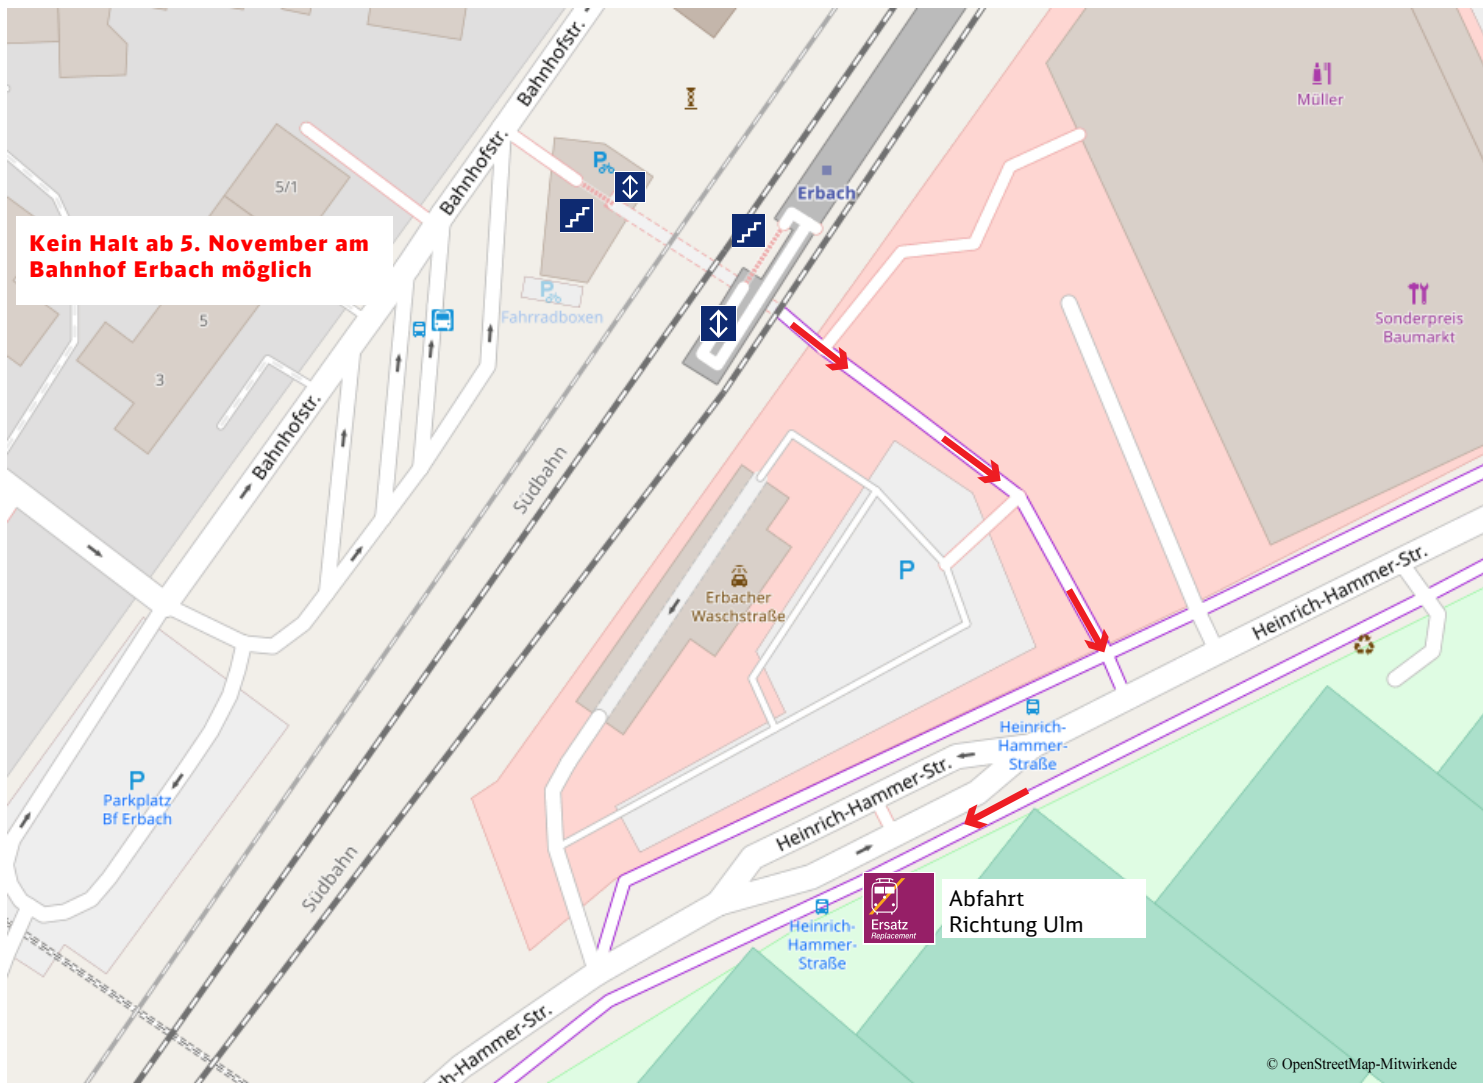 Bahnhofstr.
Müller
Bahnhofstr.
5/1
Erbach
Kein Halt ab 5. November am
Bahnhof Erbach möglich
Fahrradboxen
5
Sonderpreis
Baumarkt
3
Bahnhofstr.
Südbahn
P
Erbacher
Waschstraße
Heinrich-Hammer-Str.
Heinrich-
Hammer-
Straße
P
Parkplatz
Bf Erbach
Heinrich-Hammer-Str.
Südbahn
Ersatz
Replacement
Abfahrt
Richtung Ulm
Heinrich-
Hammer-
Straße
ch-Hammer-Str.
© OpenStreetMap-Mitwirkende
P
P